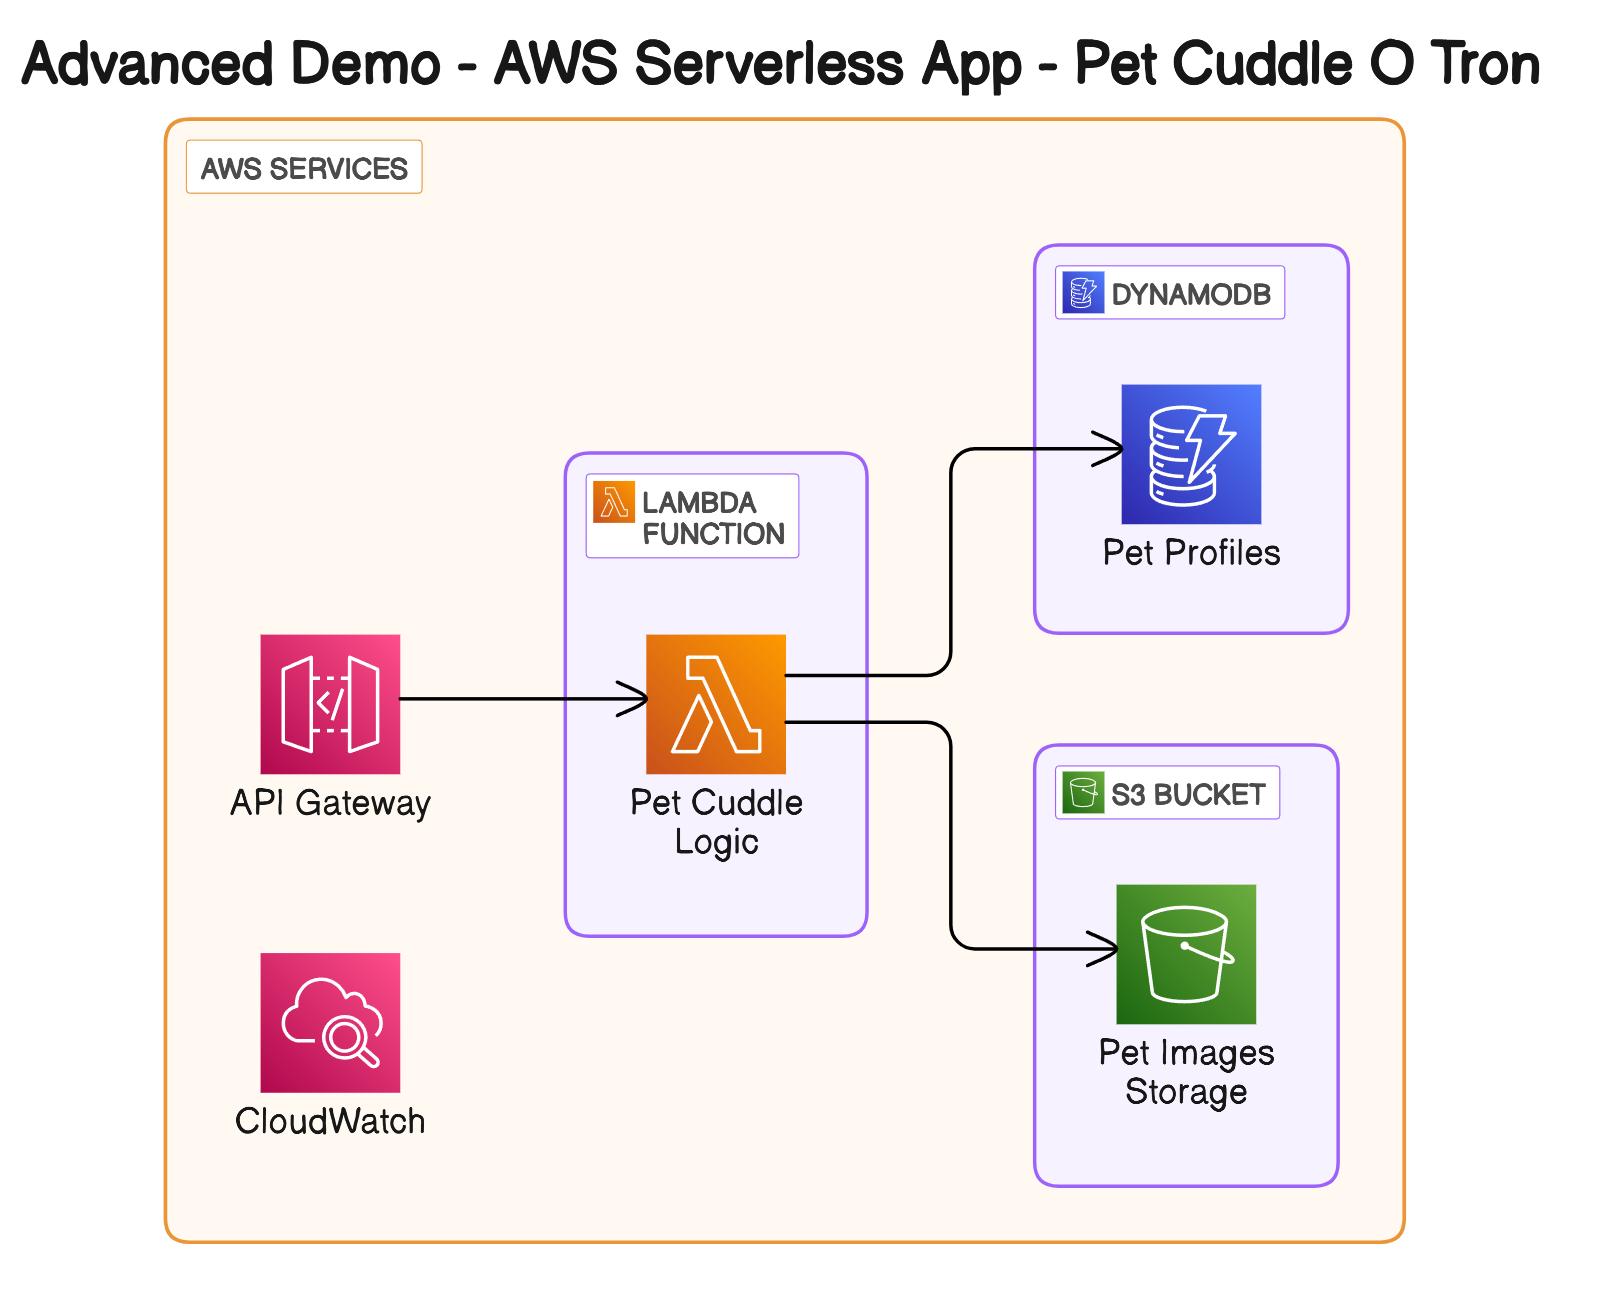 Advanced Demo - AWS Serverless App - Pet Cuddle O Tron
AWS SERVICES
DYNAMODB
Pet Profiles
LAMBDA
FUNCTION
API Gateway
Pet Cuddle
Logic
S3 BUCKET
Pet Images
Storage
CloudWatch